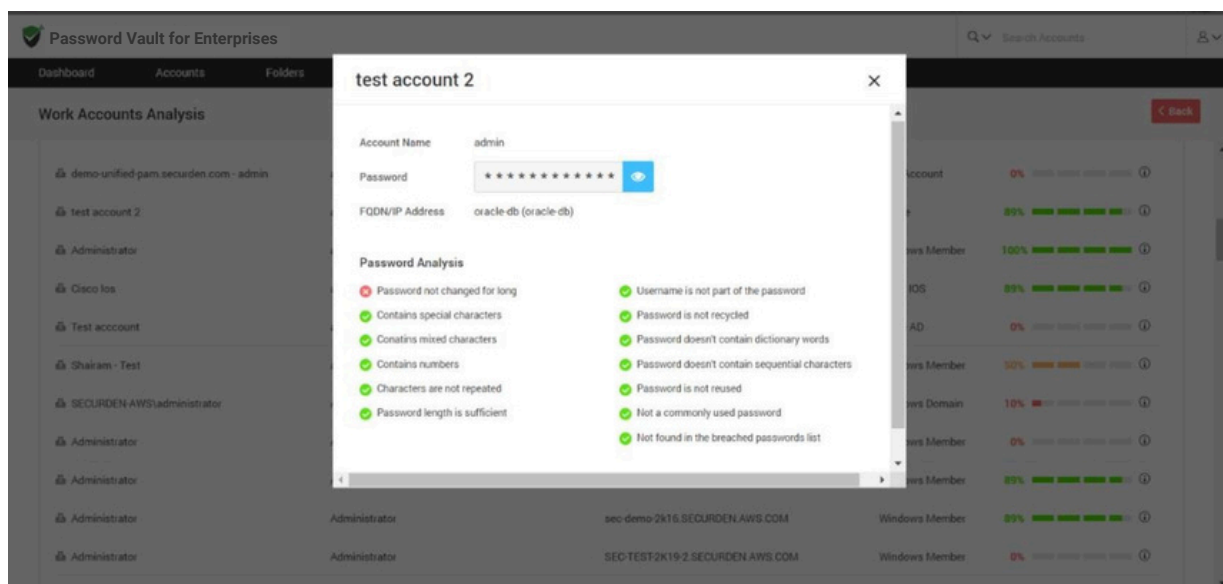 Password Vault for Enterprises
Search Accounts
Dashboard Accounts Folders
Work Accounts Analysis
Back
test account 2
Account Name admin
Password * * * * * * * * * * * *
FQDN/IP Address oracle-db (oracle-db)
Password Analysis
Password not changed for long
Contains special characters
Conatins mixed characters
Contains numbers
Characters are not repeated
Password length is sufficient
Username is not part of the password
Password is not recycled
Password doesn't contain dictionary words
Password doesn't contain sequential characters
Password is not reused
Not a commonly used password
Not found in the breached passwords list
demo-unified-pam.securden.com - admin Account 0%
test account 2 89%
Administrator Member 100%
Cisco Ios IOS 89%
Test acccount AD 0%
Shairam - Test Member 50%
SECURDEN-AWS\administrator Domain 10%
Administrator Member 0%
Administrator Member 89%
Administrator Administrator sec-demo-2k16.SECURDEN.AWS.COM Windows Member 89%
Administrator Administrator SEC-TEST-2K19-2.SECURDEN.AWS.COM Windows Member 0%